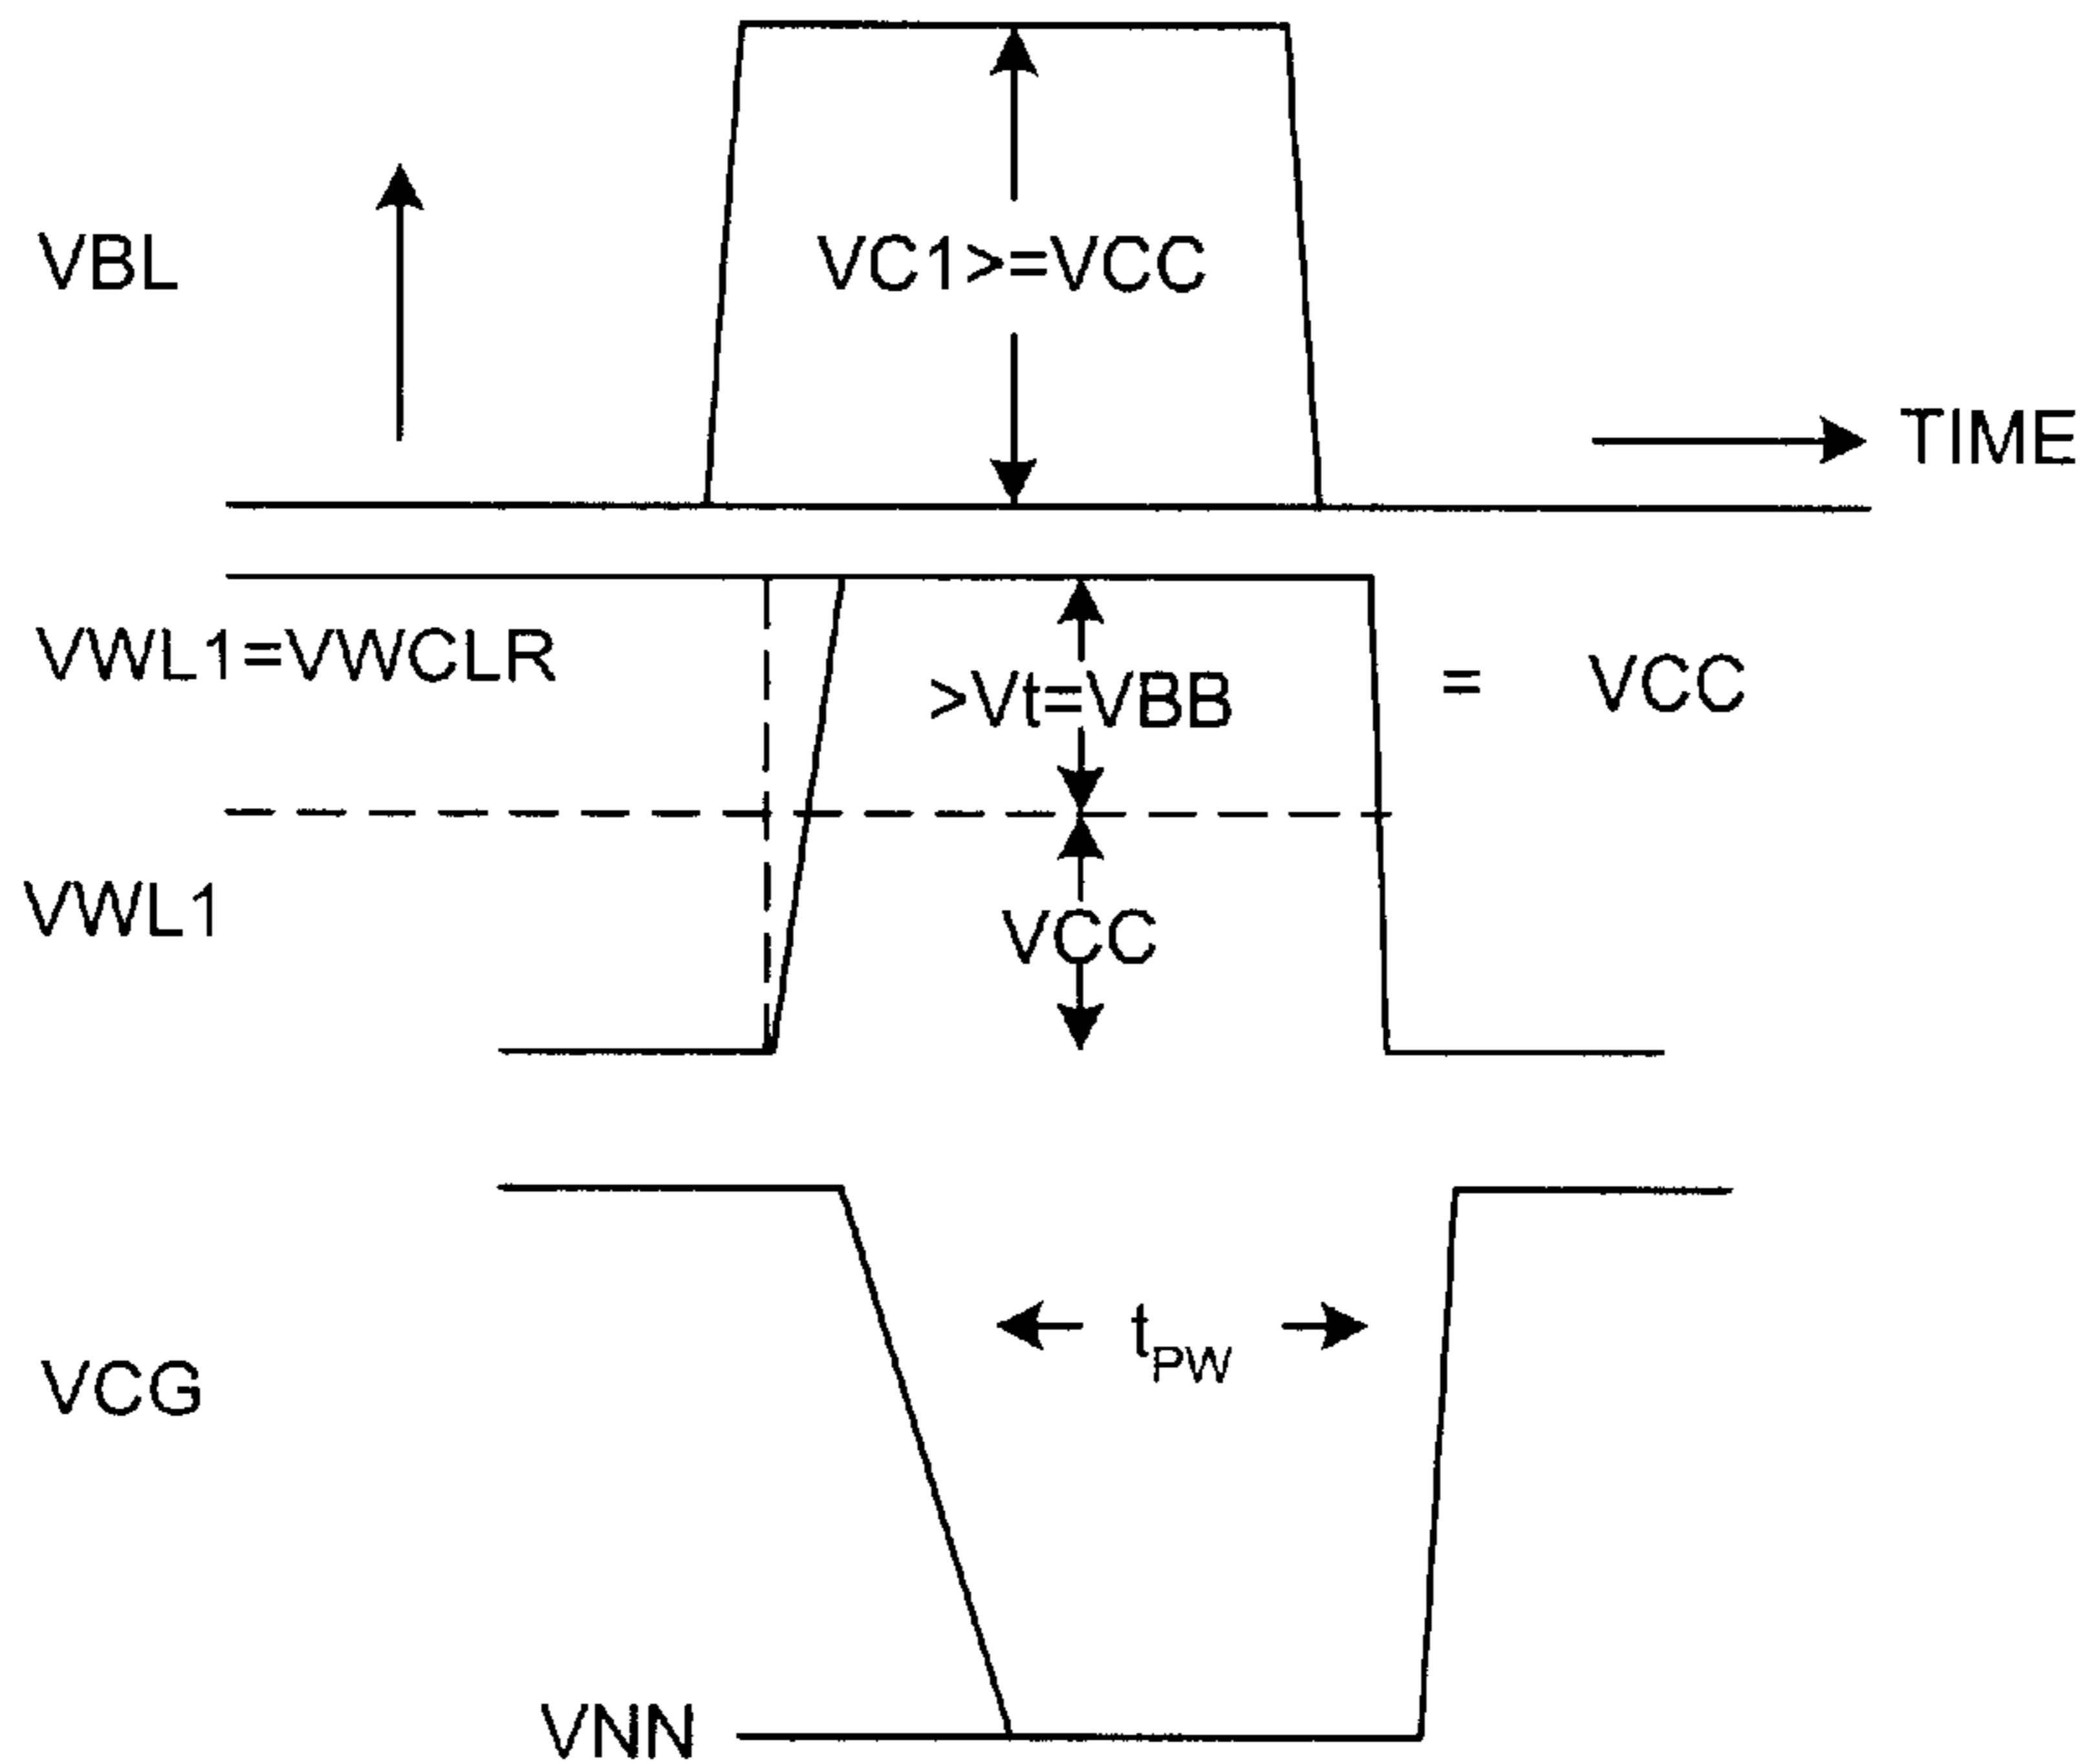 VBL
VC1>=VCC
TIME
VWL1=VWCLR
>Vt=VBB
= VCC
VWL1
VCC
tPW
VCG
VNN